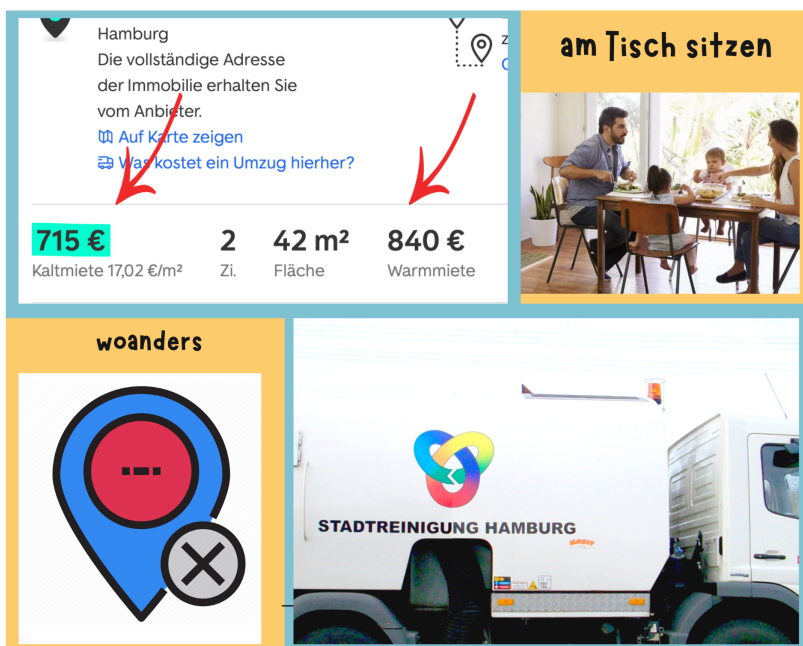 Hamburg
Die vollständige Adresse
der Immobilie erhalten Sie
vom Anbieter.
Auf Karte zeigen
Was kostet ein Umzug hierher?
715 €
Kaltmiete 17,02 €/m²
2
Zi.
42 m²
Fläche
840 €
Warmmiete
am Tisch sitzen
woanders
STADTREINIGUNG HAMBURG